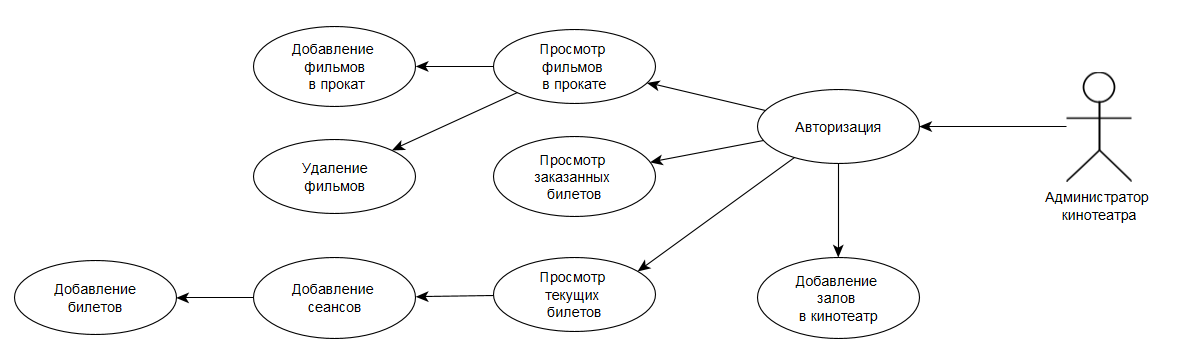 Добавление
фильмов
в прокат
Просмотр
фильмов
в прокате
Авторизация
Удаление
фильмов
Просмотр
заказанных
билетов
Администратор
кинотеатра
Добавление
билетов
Добавление
сеансов
Просмотр
текущих
билетов
Добавление
залов
в кинотеатр